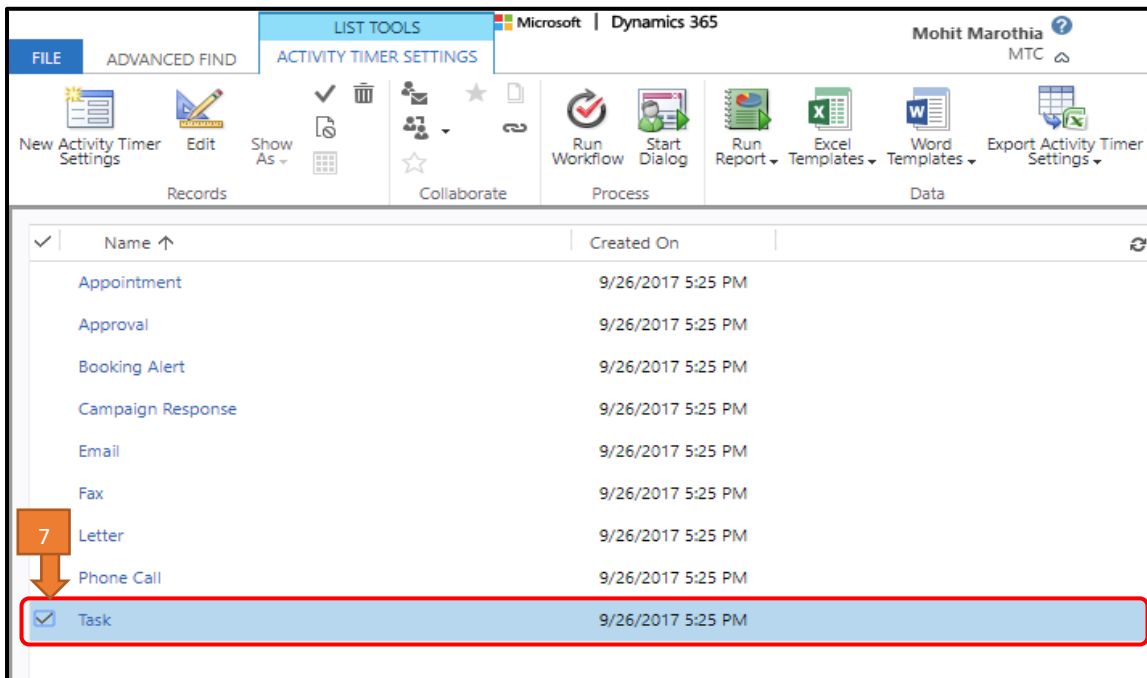 LIST TOOLS
Microsoft | Dynamics 365
Mohit Marothia
MTC
FILE
ADVANCED FIND
ACTIVITY TIMER SETTINGS
New Activity Timer
Settings
Edit
Show
As
Run
Workflow
Start
Dialog
Run
Report
Excel
Templates
Word
Templates
Export Activity Timer
Settings
Records
Collaborate
Process
Data
Name
Created On
Appointment 9/26/2017 5:25 PM
Approval 9/26/2017 5:25 PM
Booking Alert 9/26/2017 5:25 PM
Campaign Response 9/26/2017 5:25 PM
Email 9/26/2017 5:25 PM
Fax 9/26/2017 5:25 PM
7
Letter 9/26/2017 5:25 PM
Phone Call 9/26/2017 5:25 PM
Task 9/26/2017 5:25 PM